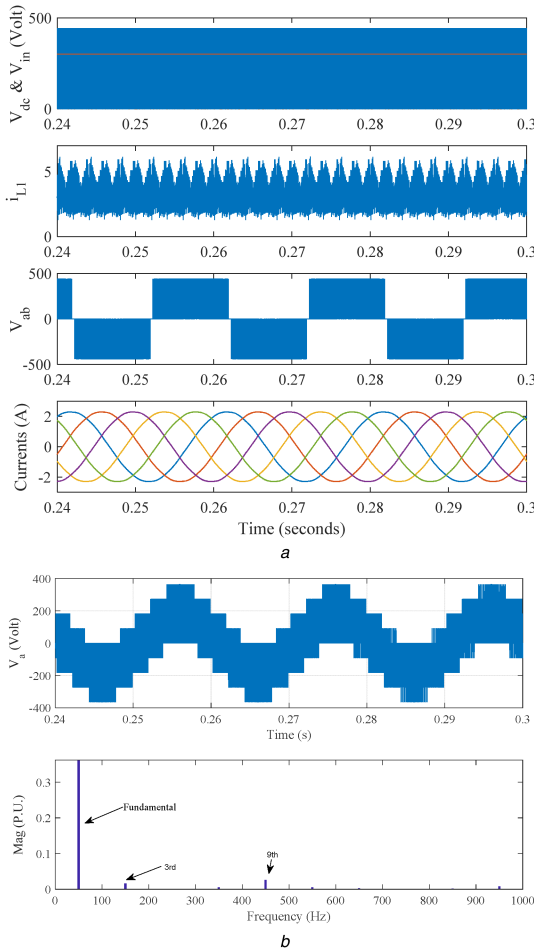 V_dc & V_in (Volt)
500
0
0.24 0.25 0.26 0.27 0.28 0.29 0.3
i_L1
5
0
0.24 0.25 0.26 0.27 0.28 0.29 0.3
V_ab
500
0
-500
0.24 0.25 0.26 0.27 0.28 0.29 0.3
Currents (A)
2
0
-2
0.24 0.25 0.26 0.27 0.28 0.29 0.3
Time (seconds)
a
V_a (Volt)
400
200
0
-200
-400
0.24 0.25 0.26 0.27 0.28 0.29 0.3
Time (s)
Mag (P.U.)
0.3
0.2
0.1
0
Fundamental
3rd
9th
0 100 200 300 400 500 600 700 800 900 1000
Frequency (Hz)
b